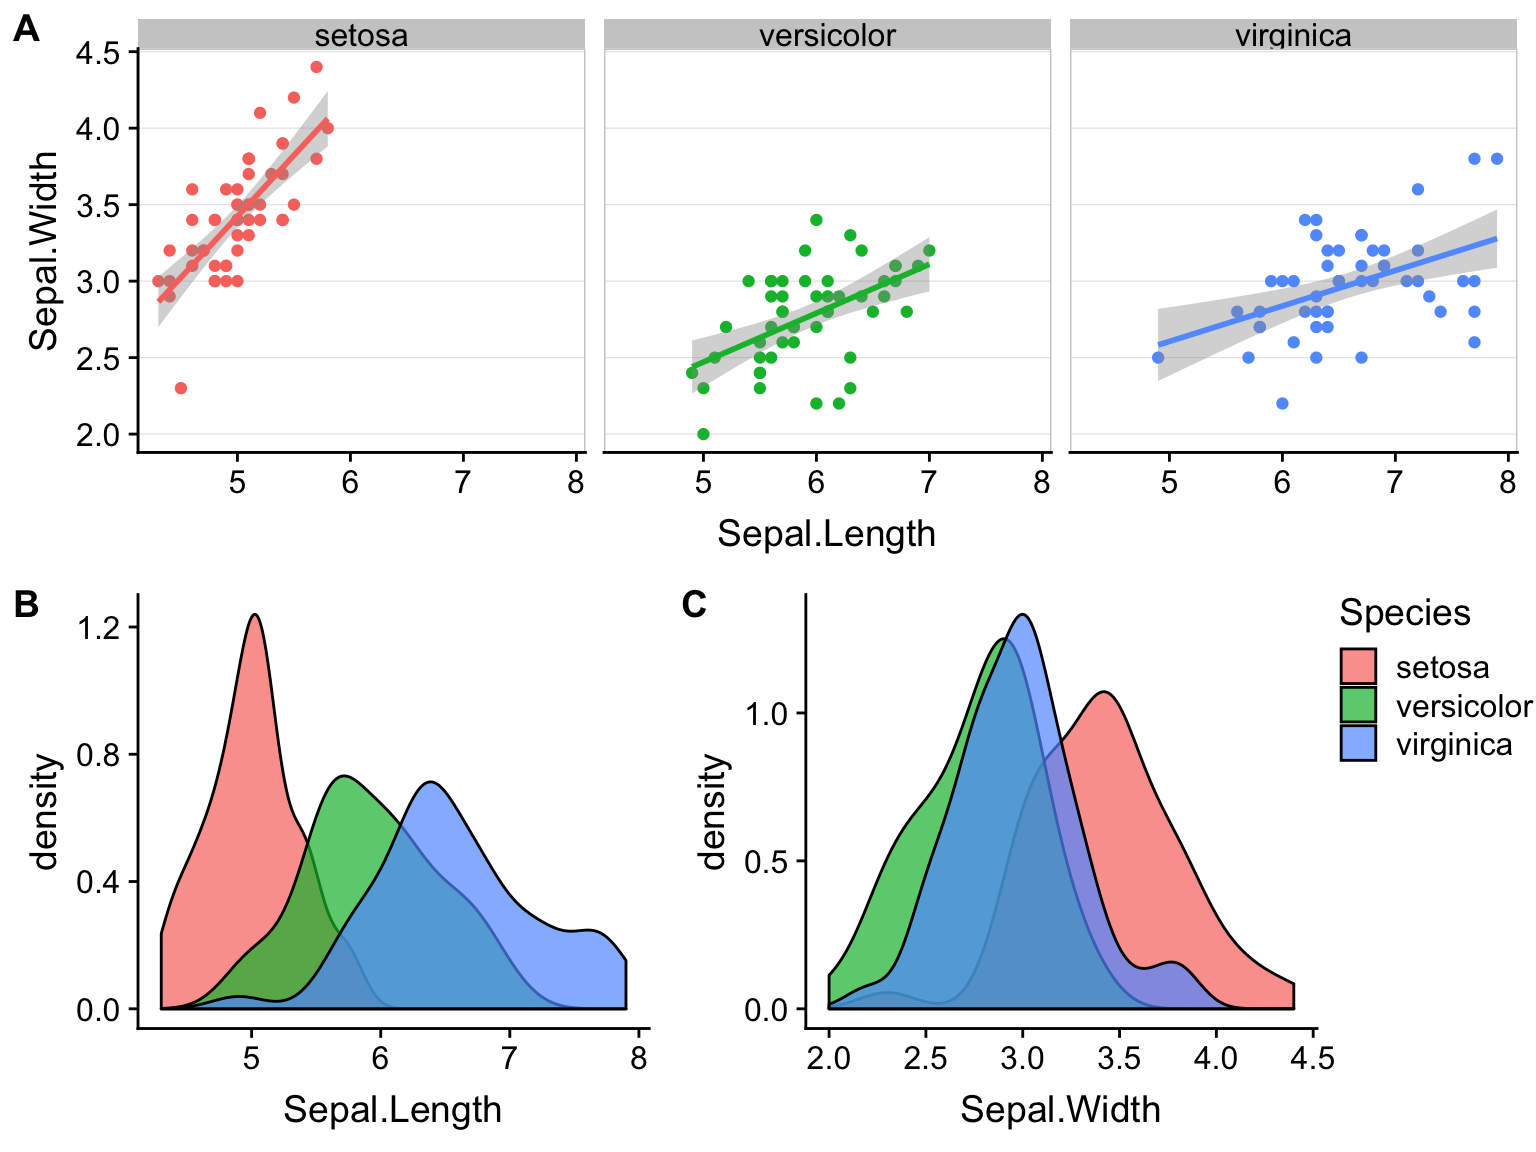 A
setosa versicolor virginica
4.5
4.0
3.5
3.0
2.5
2.0
Sepal.Width
5 6 7 8 5 6 7 8 5 6 7 8
Sepal.Length
B
1.2
0.8
0.4
0.0
density
5 6 7 8
Sepal.Length
C
1.0
0.5
0.0
density
2.0 2.5 3.0 3.5 4.0 4.5
Sepal.Width
Species
setosa
versicolor
virginica